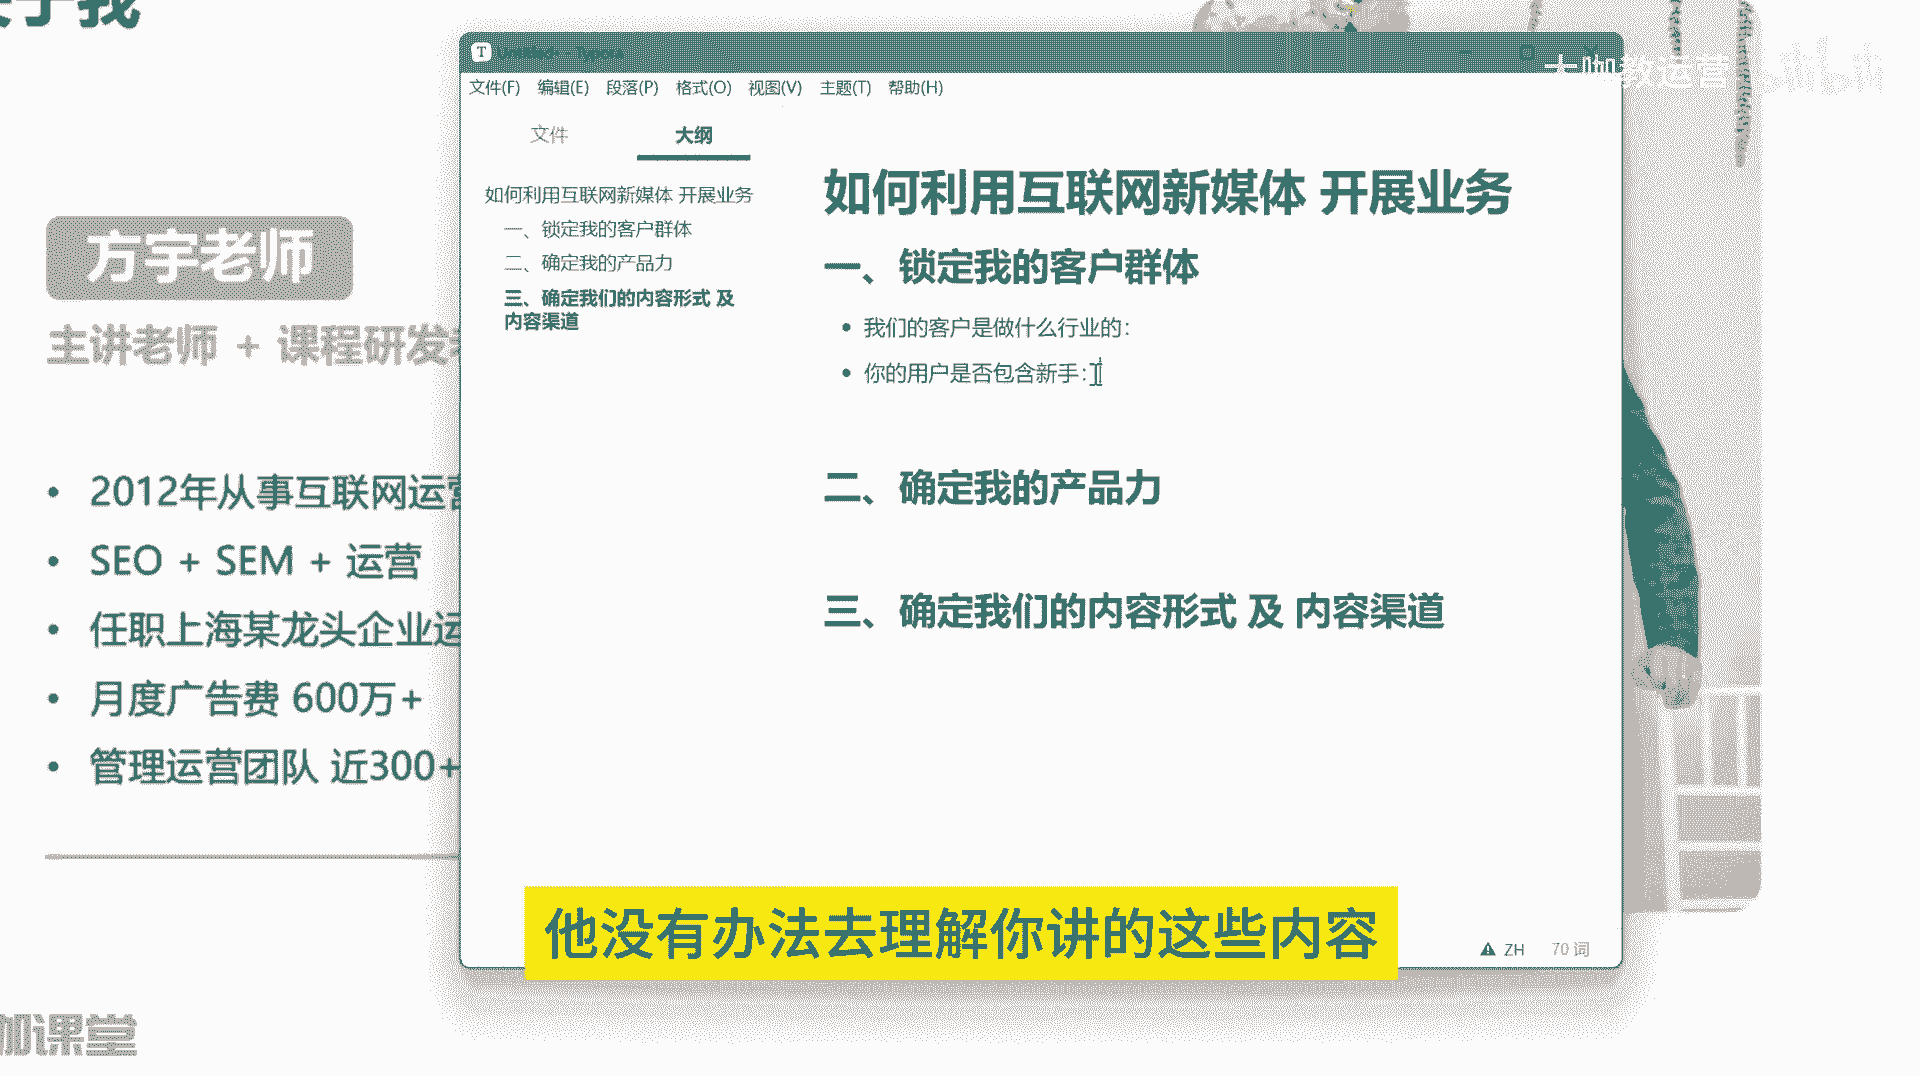 于我
方宇老师
主讲老师 + 课程研发
2012年从事互联网运营
SEO + SEM + 运营
任职上海某龙头企业运
月度广告费 600万+
管理运营团队 近300+
加课堂
T
文件(F) 编辑(E) 段落(P) 格式(O) 视图(V) 主题(T) 帮助(H)
文件 大纲
如何利用互联网新媒体 开展业务
一、锁定我的客户群体
二、确定我的产品力
三、确定我们的内容形式 及
内容渠道
如何利用互联网新媒体 开展业务
一、锁定我的客户群体
我们的客户是做什么行业的：
你的用户是否包含新手：
二、确定我的产品力
三、确定我们的内容形式 及 内容渠道
ZH 70 词
大咖教运营 bilibili
他没有办法去理解你讲的这些内容